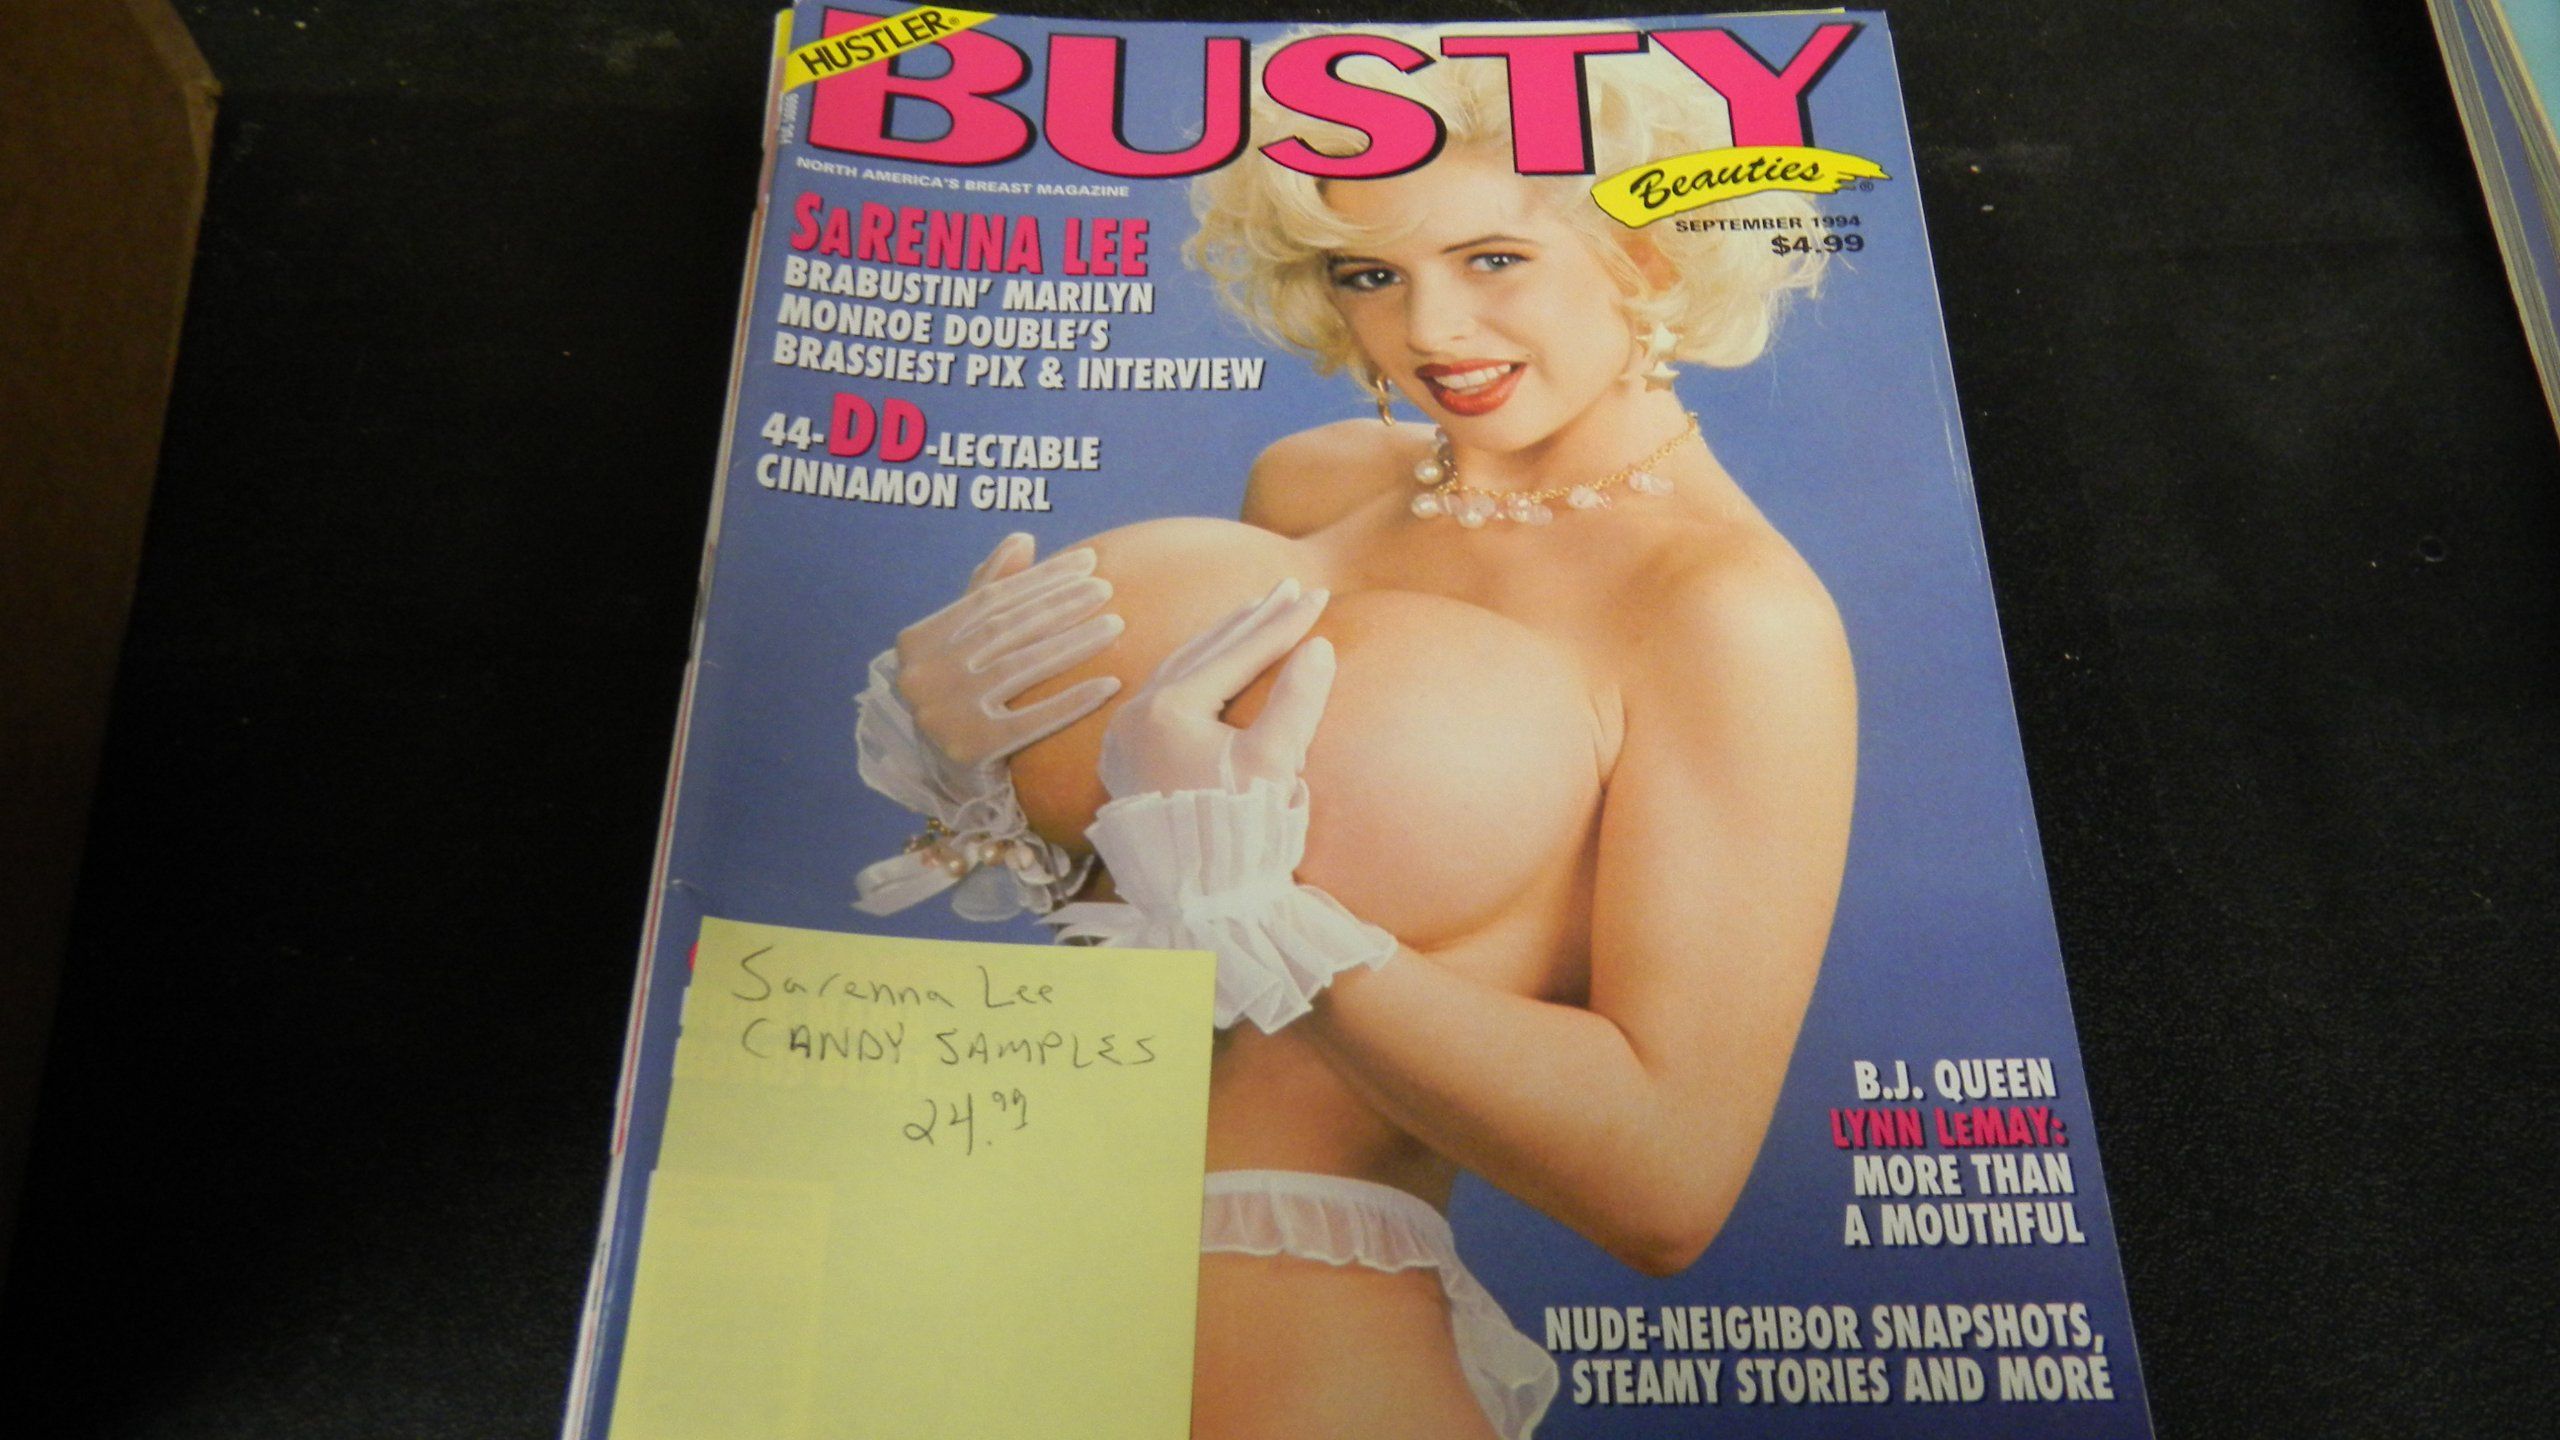 HUSTLER®
BUSTY
Beauties®
NORTH AMERICA'S BREAST MAGAZINE
SEPTEMBER 1994
$4.99
SARENNA LEE
BRABUSTIN' MARILYN
MONROE DOUBLE'S
BRASSIEST PIX & INTERVIEW
44-DD-LECTABLE
CINNAMON GIRL
Sarenna Lee
CANDY SAMPLES
24.99
B.J. QUEEN
LYNN LEMAY:
MORE THAN
A MOUTHFUL
NUDE-NEIGHBOR SNAPSHOTS,
STEAMY STORIES AND MORE